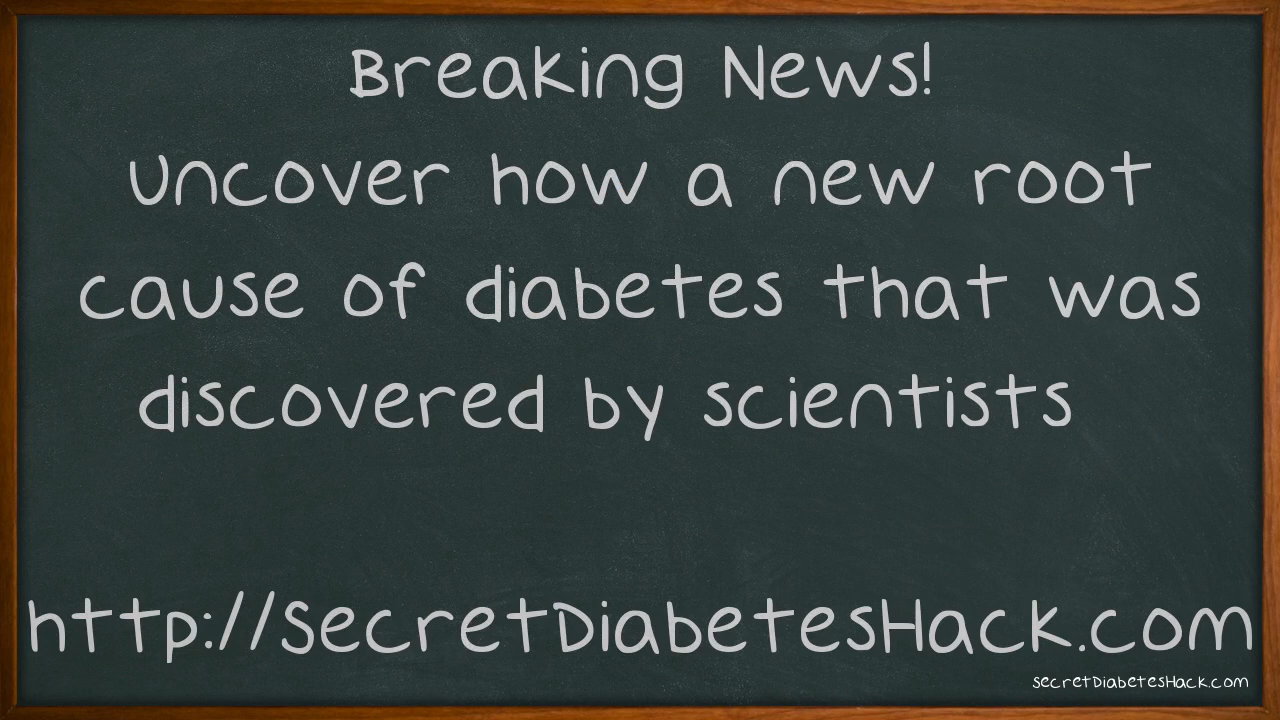 Breaking News!
Uncover how a new root
cause of diabetes that was
discovered by scientists
http://SecretDiabetesHack.com
SecretDiabetesHack.com